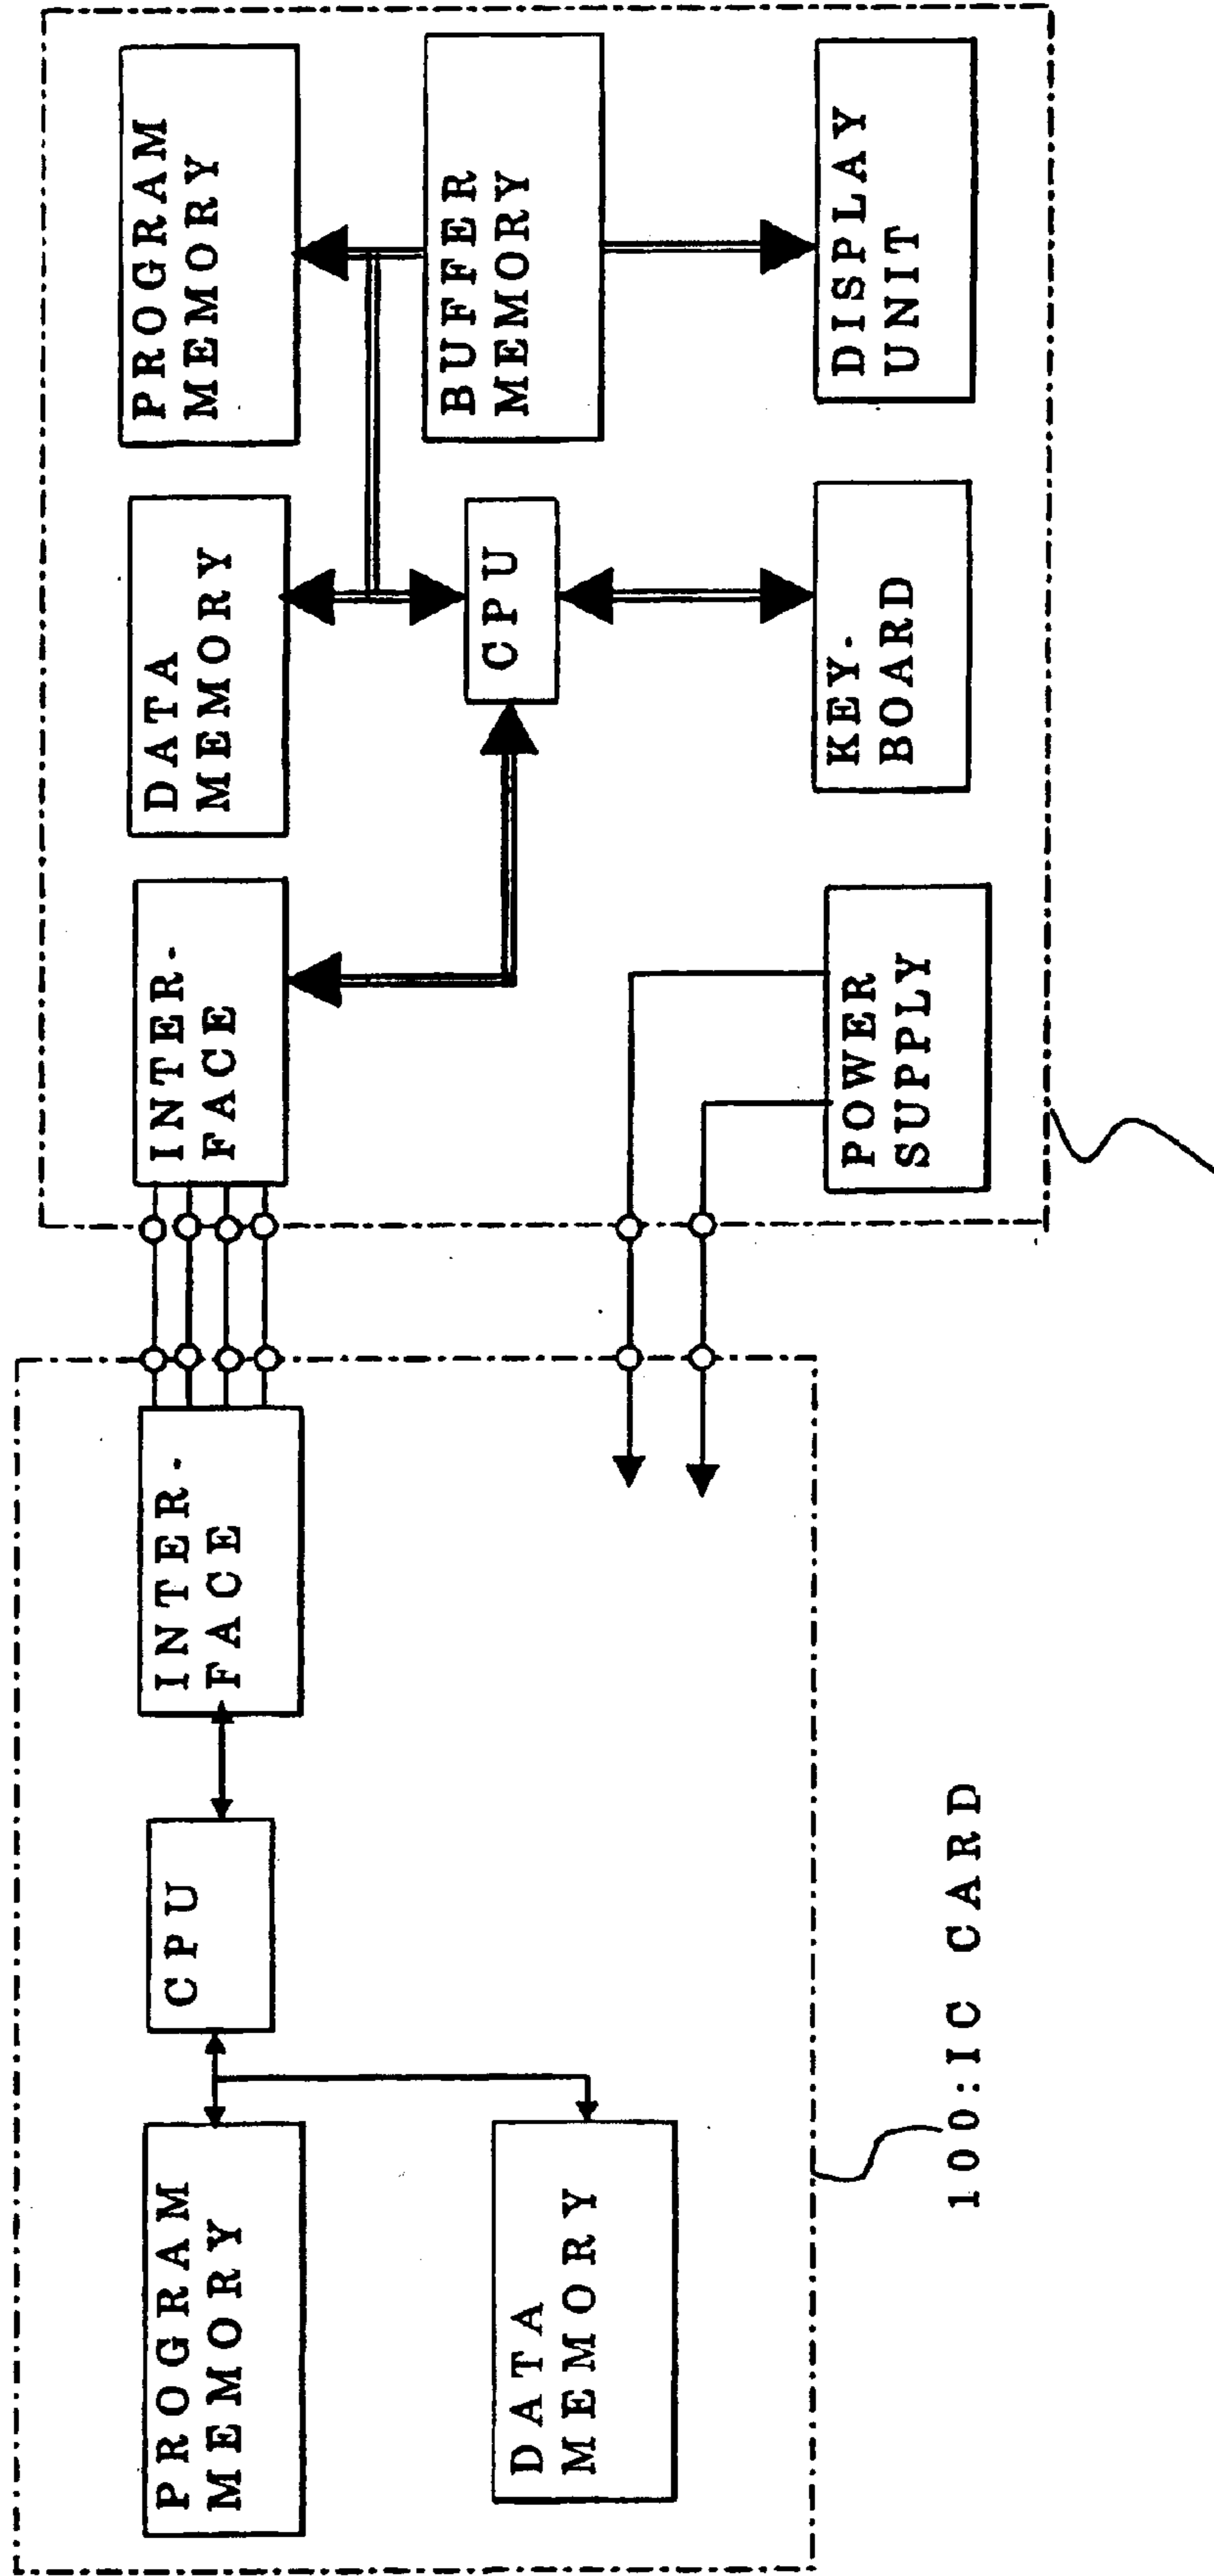 PROGRAM
MEMORY
CPU
INTER-
FACE
DATA
MEMORY
100:IC CARD
INTER-
FACE
DATA
MEMORY
PROGRAM
MEMORY
CPU
BUFFER
MEMORY
POWER
SUPPLY
KEY-
BOARD
DISPLAY
UNIT